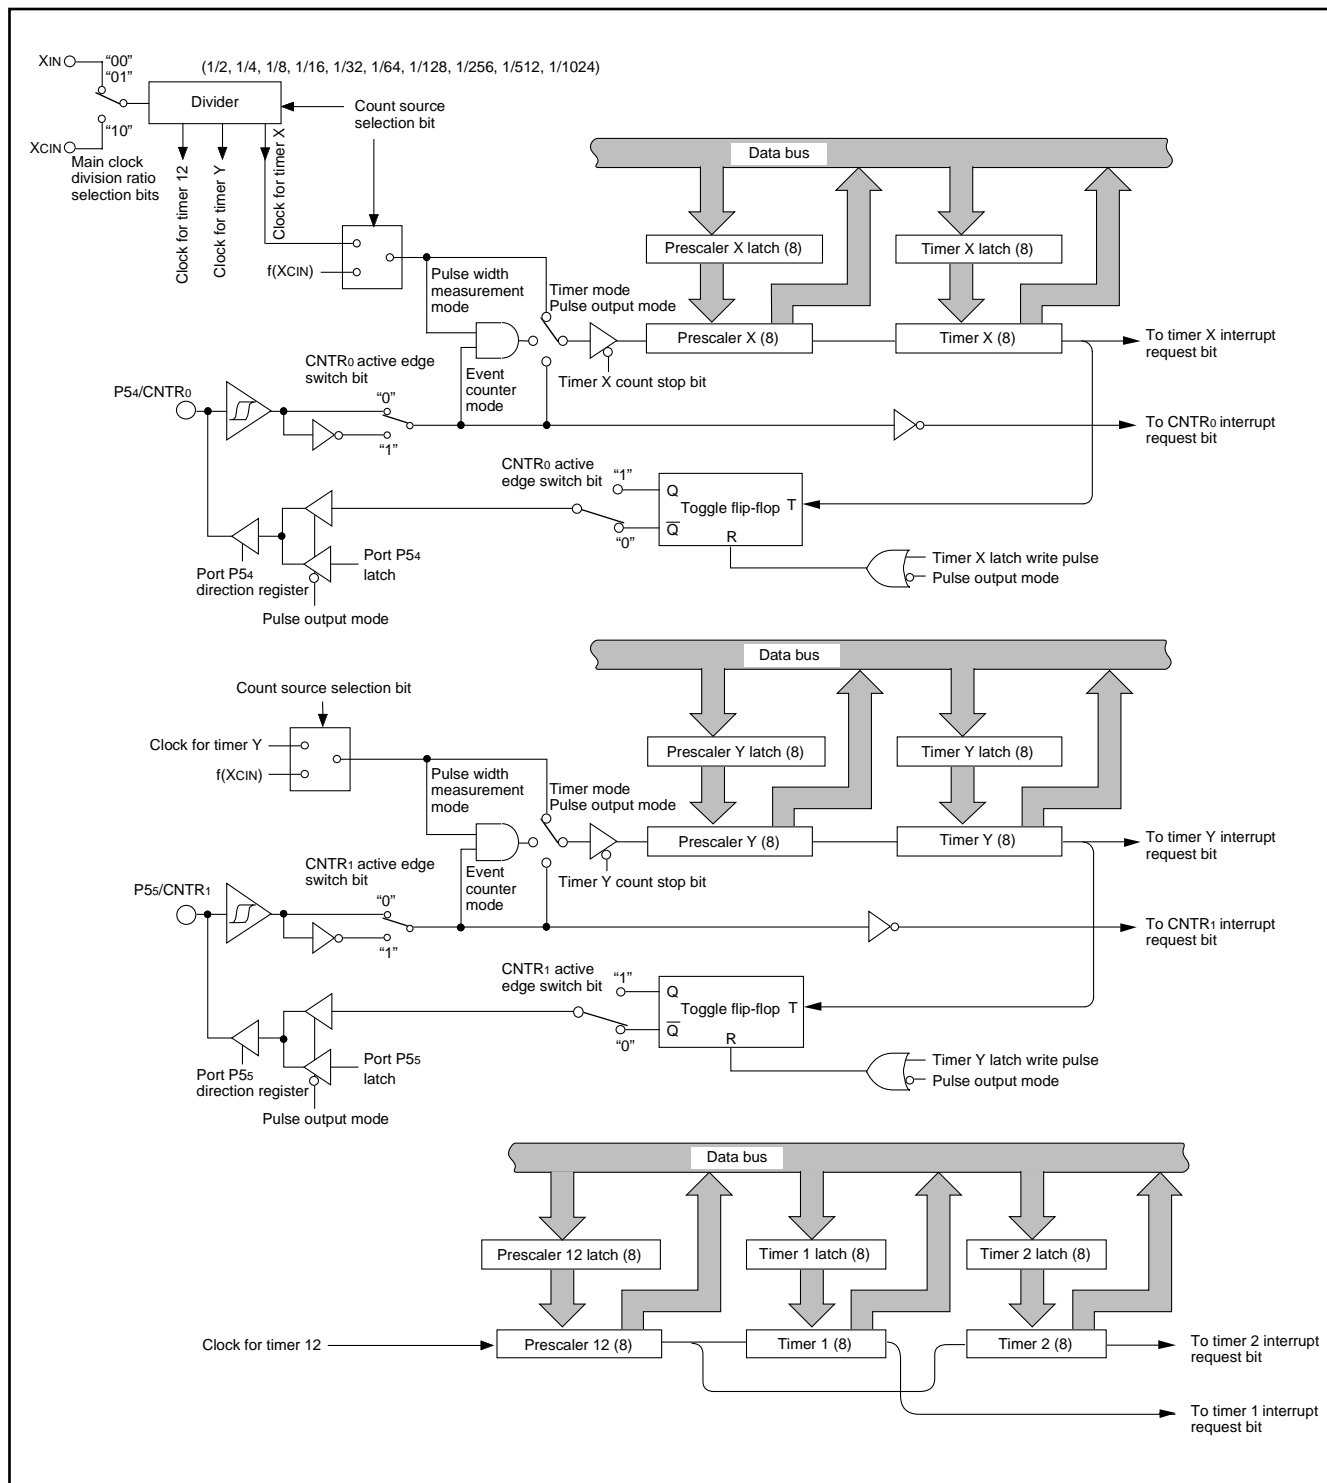 XIN
“00”
“01”
(1/2, 1/4, 1/8, 1/16, 1/32, 1/64, 1/128, 1/256, 1/512, 1/1024)
Divider
Count source
selection bit
“10”
XCIN
Main clock
division ratio
selection bits
Clock for timer 12
Clock for timer Y
Clock for timer X
f(XCIN)
Data bus
Prescaler X latch (8)
Timer X latch (8)
Pulse width
measurement
mode
Timer mode
Pulse output mode
Prescaler X (8)
Timer X (8)
To timer X interrupt
request bit
CNTR0 active edge
switch bit
Event
counter
mode
Timer X count stop bit
P54/CNTR0
“0”
“1”
To CNTR0 interrupt
request bit
CNTR0 active
edge switch bit
“1”
“0”
Q
Toggle flip-flop
T
Q
R
Port P54
latch
Port P54
direction register
Pulse output mode
Timer X latch write pulse
Pulse output mode
Data bus
Count source selection bit
Clock for timer Y
f(XCIN)
Prescaler Y latch (8)
Timer Y latch (8)
Pulse width
measurement
mode
Timer mode
Pulse output mode
Prescaler Y (8)
Timer Y (8)
To timer Y interrupt
request bit
CNTR1 active edge
switch bit
Event
counter
mode
Timer Y count stop bit
P55/CNTR1
“0”
“1”
To CNTR1 interrupt
request bit
CNTR1 active
edge switch bit
“1”
“0”
Q
Toggle flip-flop
T
Q
R
Port P55
latch
Port P55
direction register
Pulse output mode
Timer Y latch write pulse
Pulse output mode
Data bus
Prescaler 12 latch (8)
Timer 1 latch (8)
Timer 2 latch (8)
Clock for timer 12
Prescaler 12 (8)
Timer 1 (8)
Timer 2 (8)
To timer 2 interrupt
request bit
To timer 1 interrupt
request bit